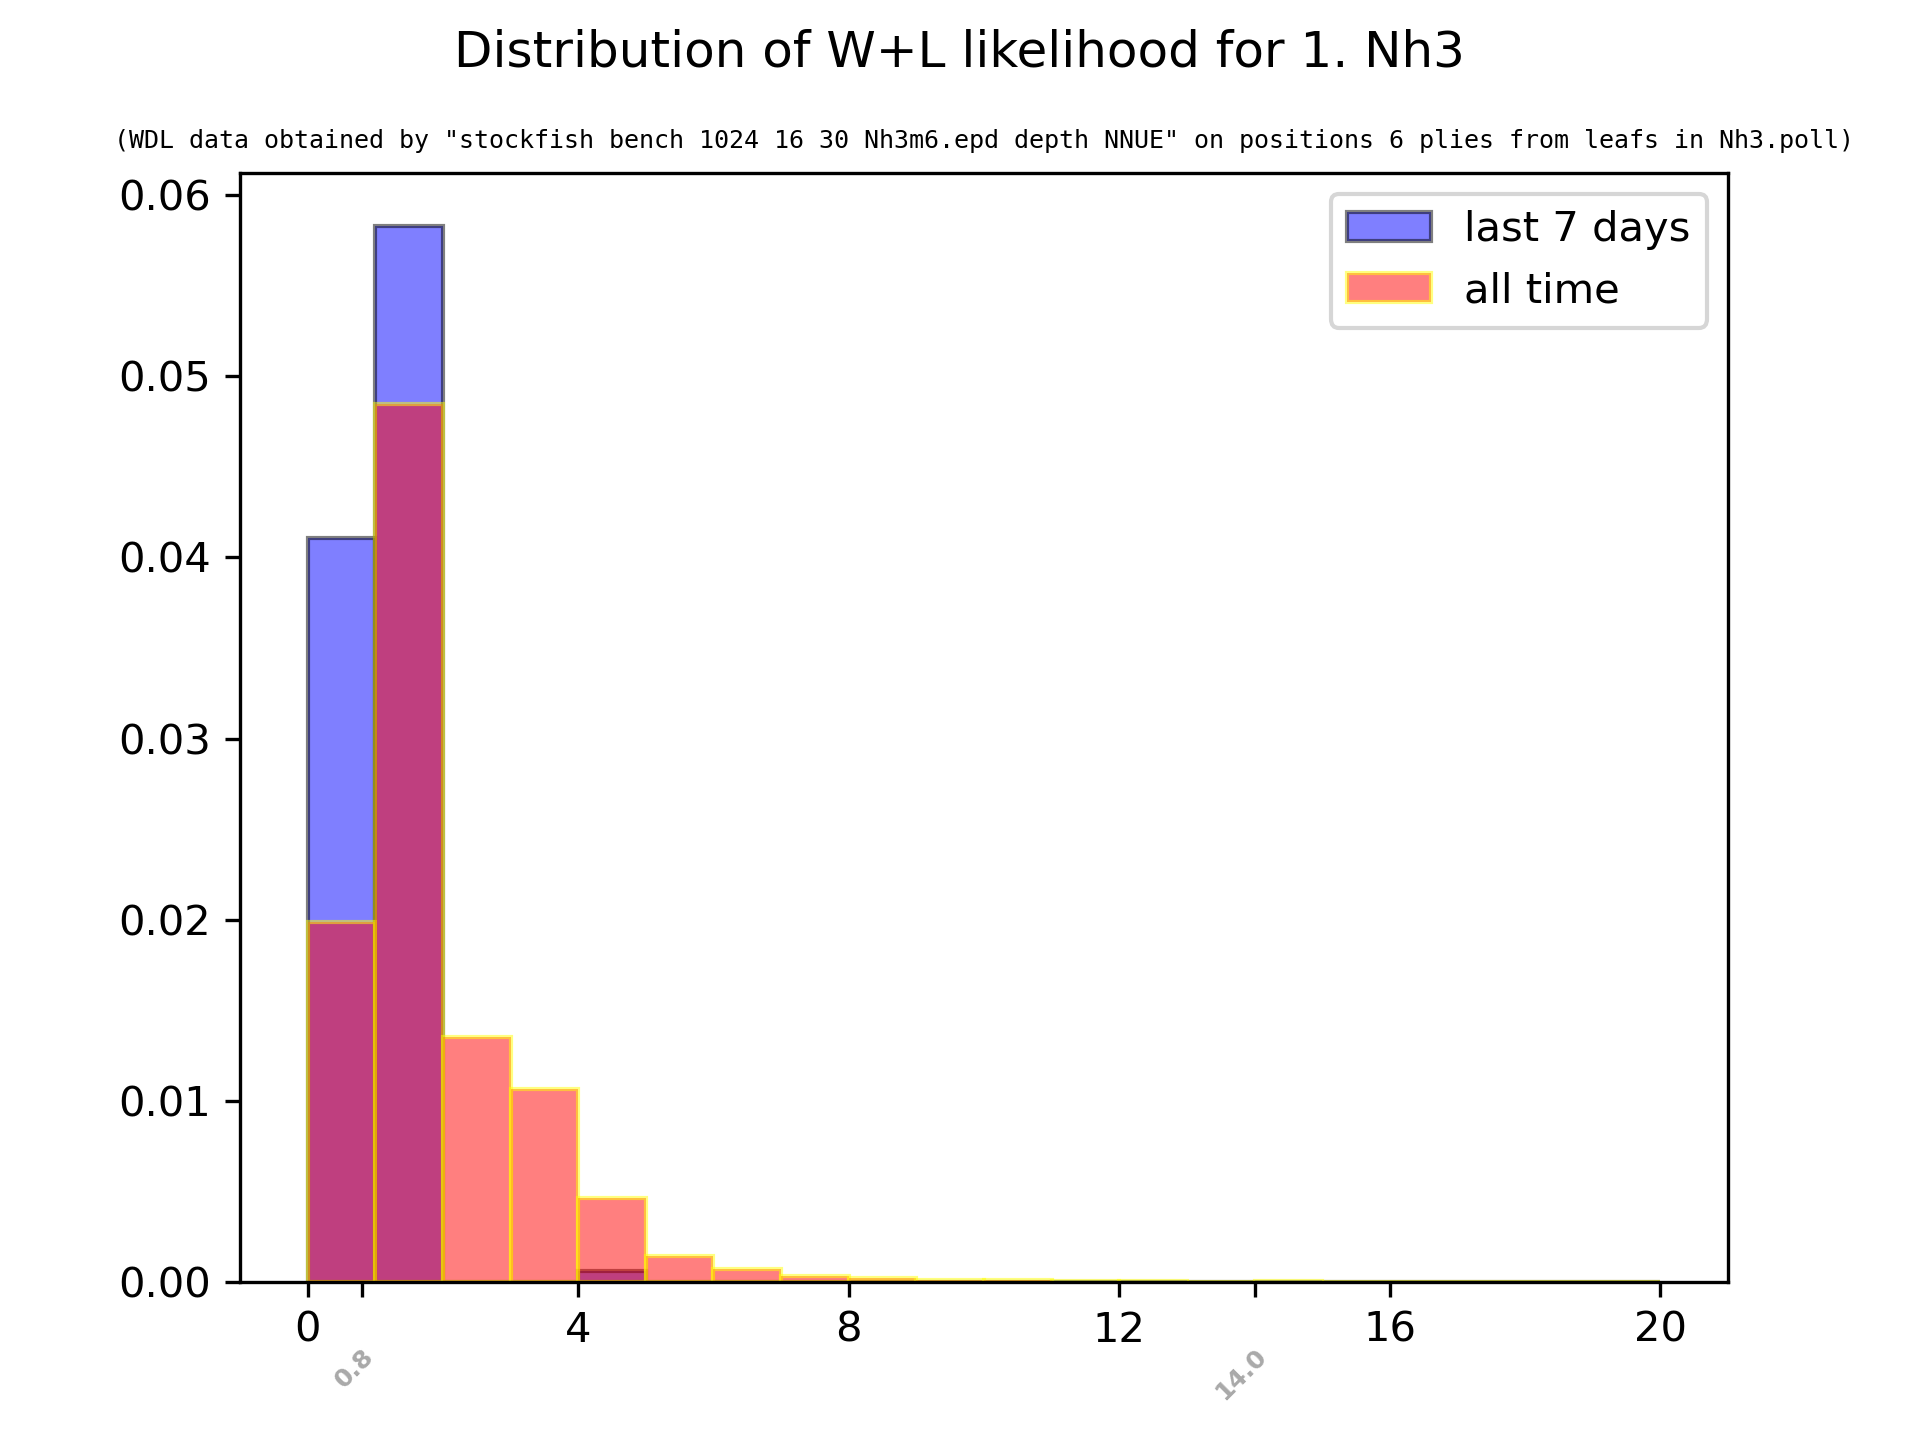 Distribution of W+L likelihood for 1. Nh3
(WDL data obtained by "stockfish bench 1024 16 30 Nh3m6.epd depth NNUE" on positions 6 plies from leafs in Nh3.poll)
last 7 days
all time
0.06
0.05
0.04
0.03
0.02
0.01
0.00
0 4 8 12 16 20
0.8 14.0